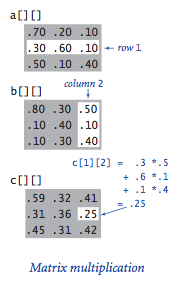 a[][]
.70 .20 .10
.30 .60 .10 ← row 1
.50 .10 .40
column 2
b[][]
.80 .30 .50
.10 .40 .10
.10 .30 .40
c[1][2] = .3 *.5
+ .6 *.1
+ .1 *.4
= .25
c[][]
.59 .32 .41
.31 .36 .25
.45 .31 .42
Matrix multiplication